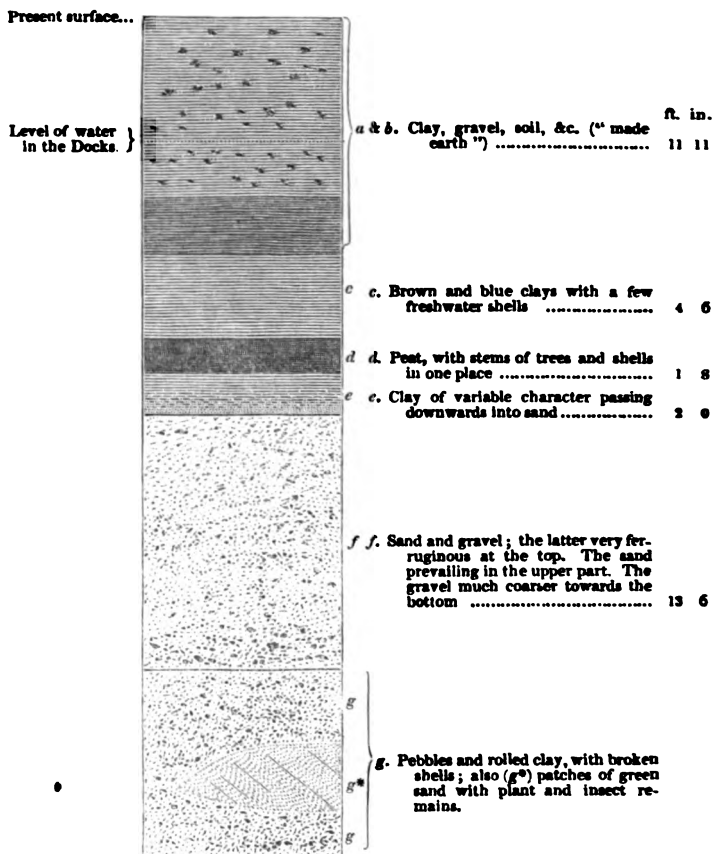 Present surface...
ft. in.
Level of water
in the Docks. }
a & b. Clay, gravel, soil, &c. (“ made
earth ”) .............................. 11 11
c c. Brown and blue clays with a few
freshwater shells ..................... 4 6
d d. Peat, with stems of trees and shells
in one place ............................ 1 8
e e. Clay of variable character passing
downwards into sand.................. 2 0
f f. Sand and gravel ; the latter very fer-
ruginous at the top. The sand
prevailing in the upper part. The
gravel much coarser towards the
bottom ................................. 13 6
g
g. Pebbles and rolled clay, with broken
shells ; also (g*) patches of green
g*
sand with plant and insect re-
mains.
g